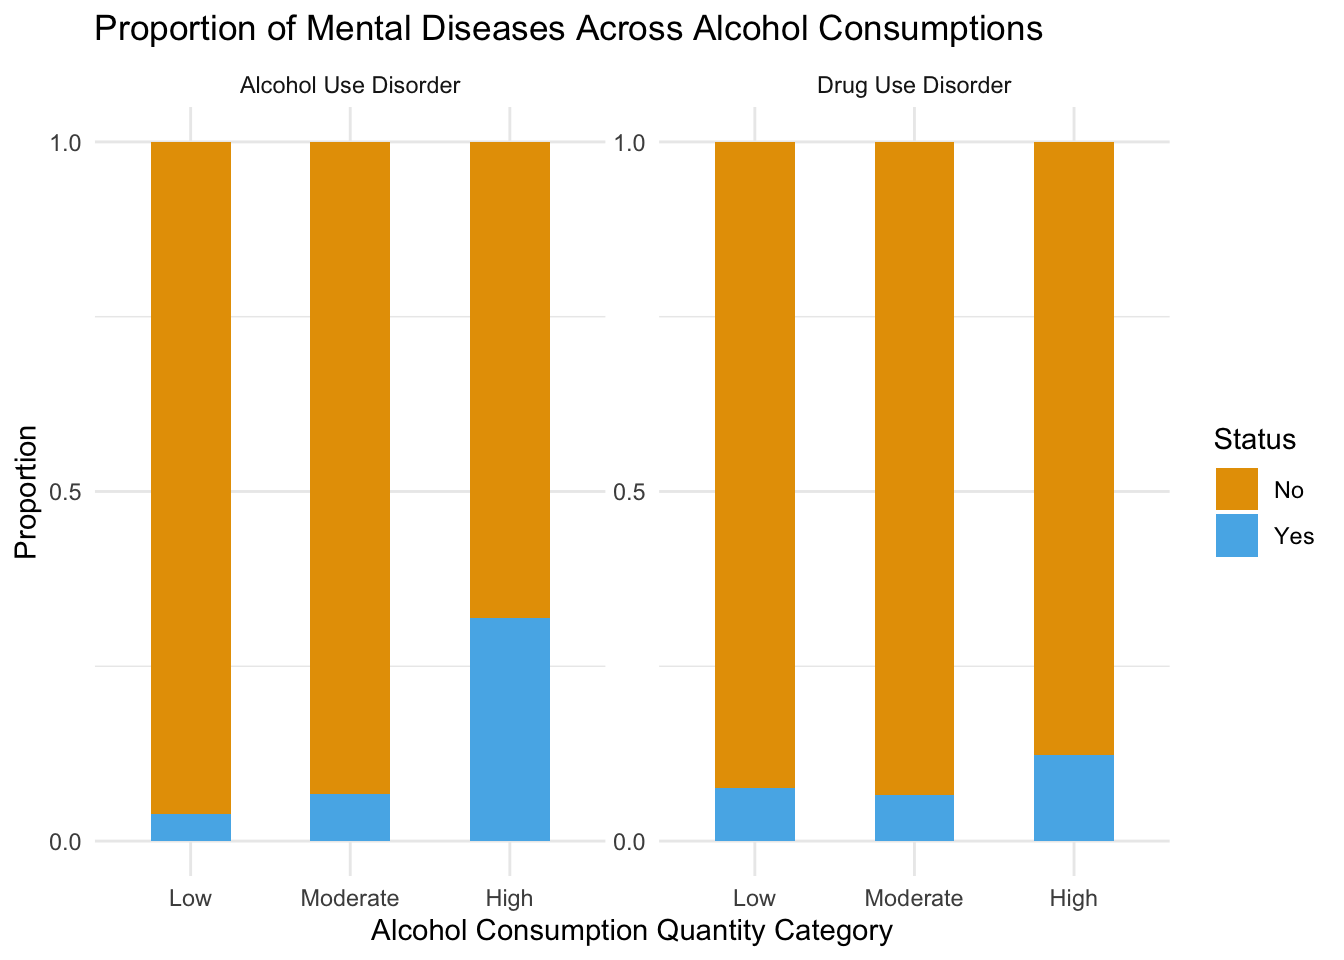 Proportion of Mental Diseases Across Alcohol Consumptions
Alcohol Use Disorder
Drug Use Disorder
1.0
0.5
0.0
1.0
0.5
0.0
Proportion
Low Moderate High
Low Moderate High
Alcohol Consumption Quantity Category
Status
No
Yes